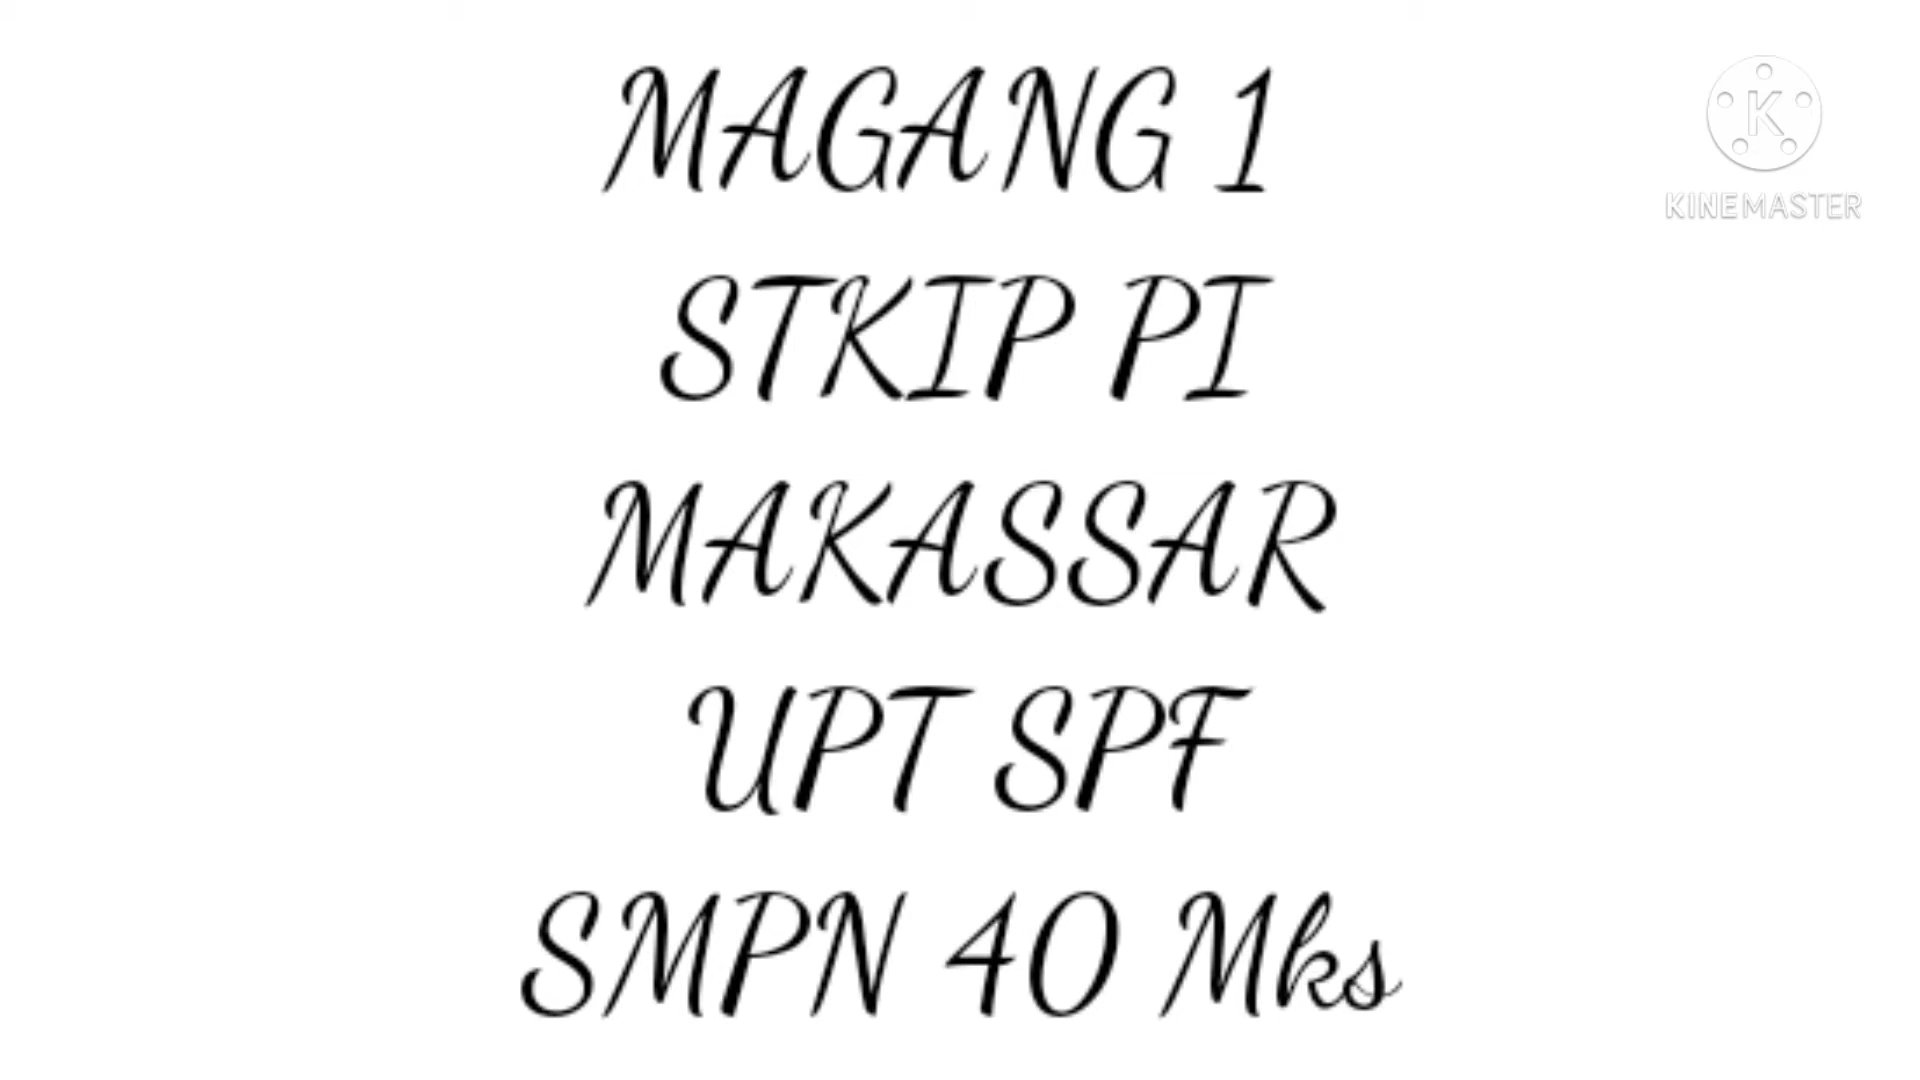 MAGANG 1
STKIP PI
MAKASSAR
UPT SPF
SMPN 40 Mks
K
KINEMASTER